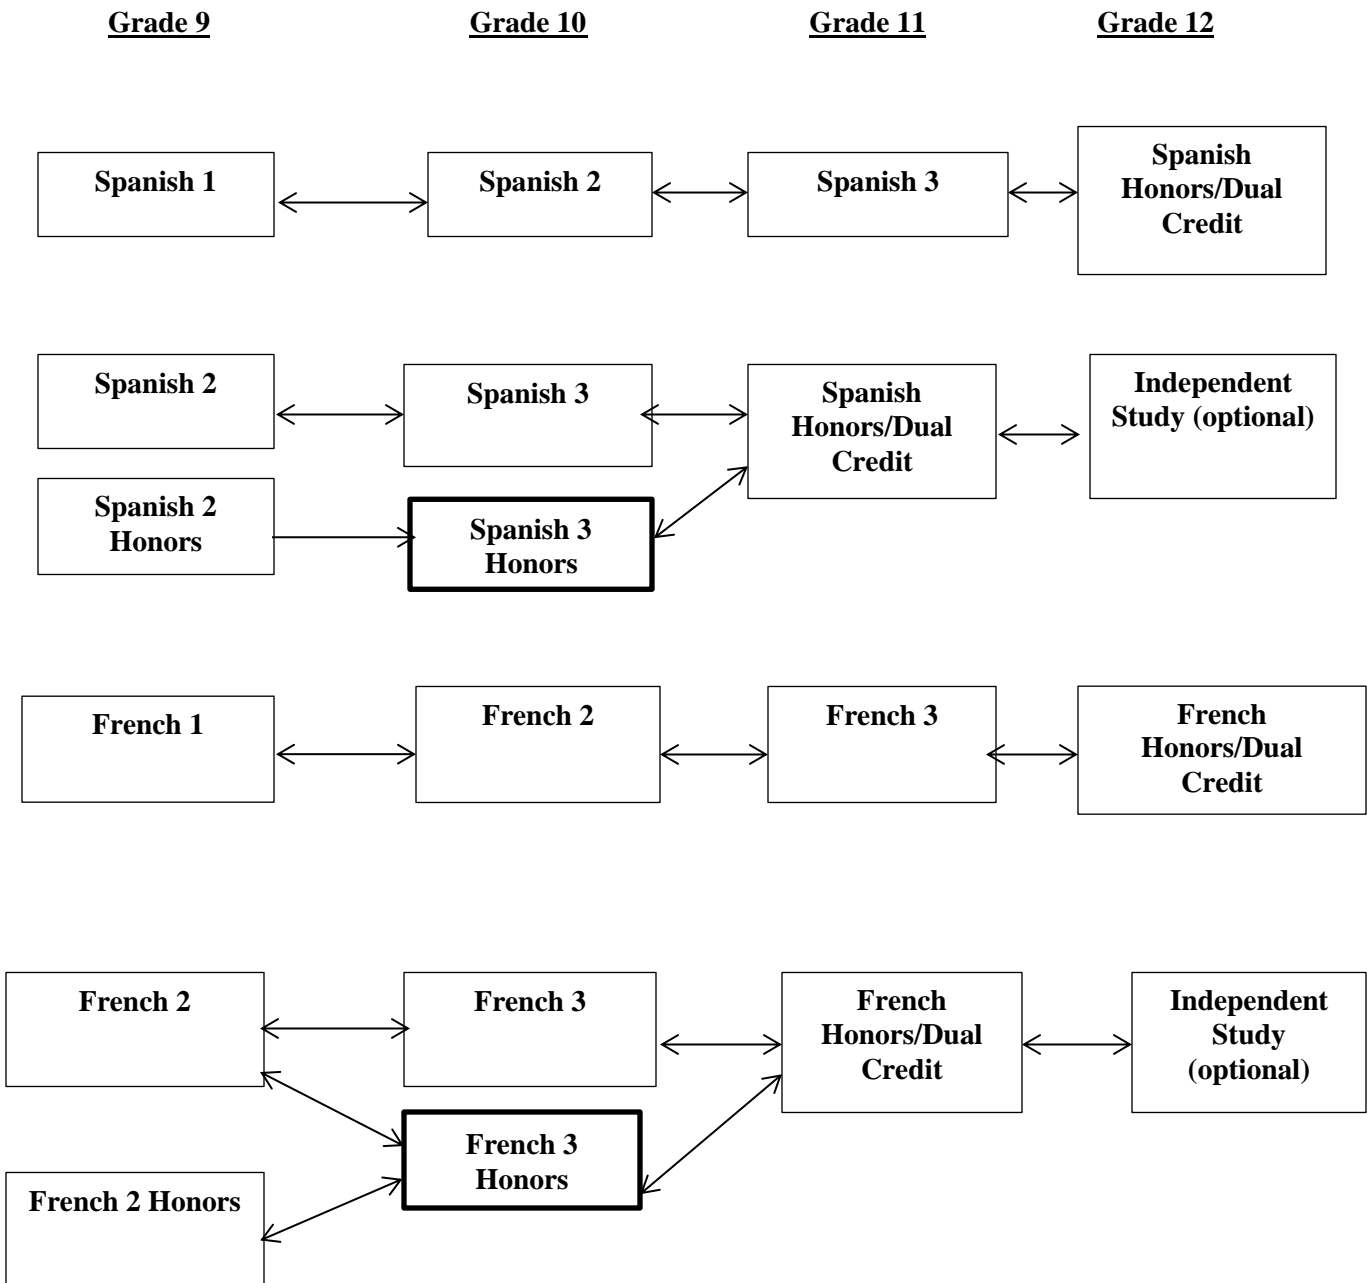 Grade 9 Grade 10 Grade 11 Grade 12
Spanish 1
Spanish 2
Spanish 3
Spanish
Honors/Dual
Credit
Spanish 2
Spanish 3
Spanish
Honors/Dual
Credit
Independent
Study (optional)
Spanish 2
Honors
Spanish 3
Honors
French 1
French 2
French 3
French
Honors/Dual
Credit
French 2
French 3
French
Honors/Dual
Credit
Independent
Study
(optional)
French 3
Honors
French 2 Honors